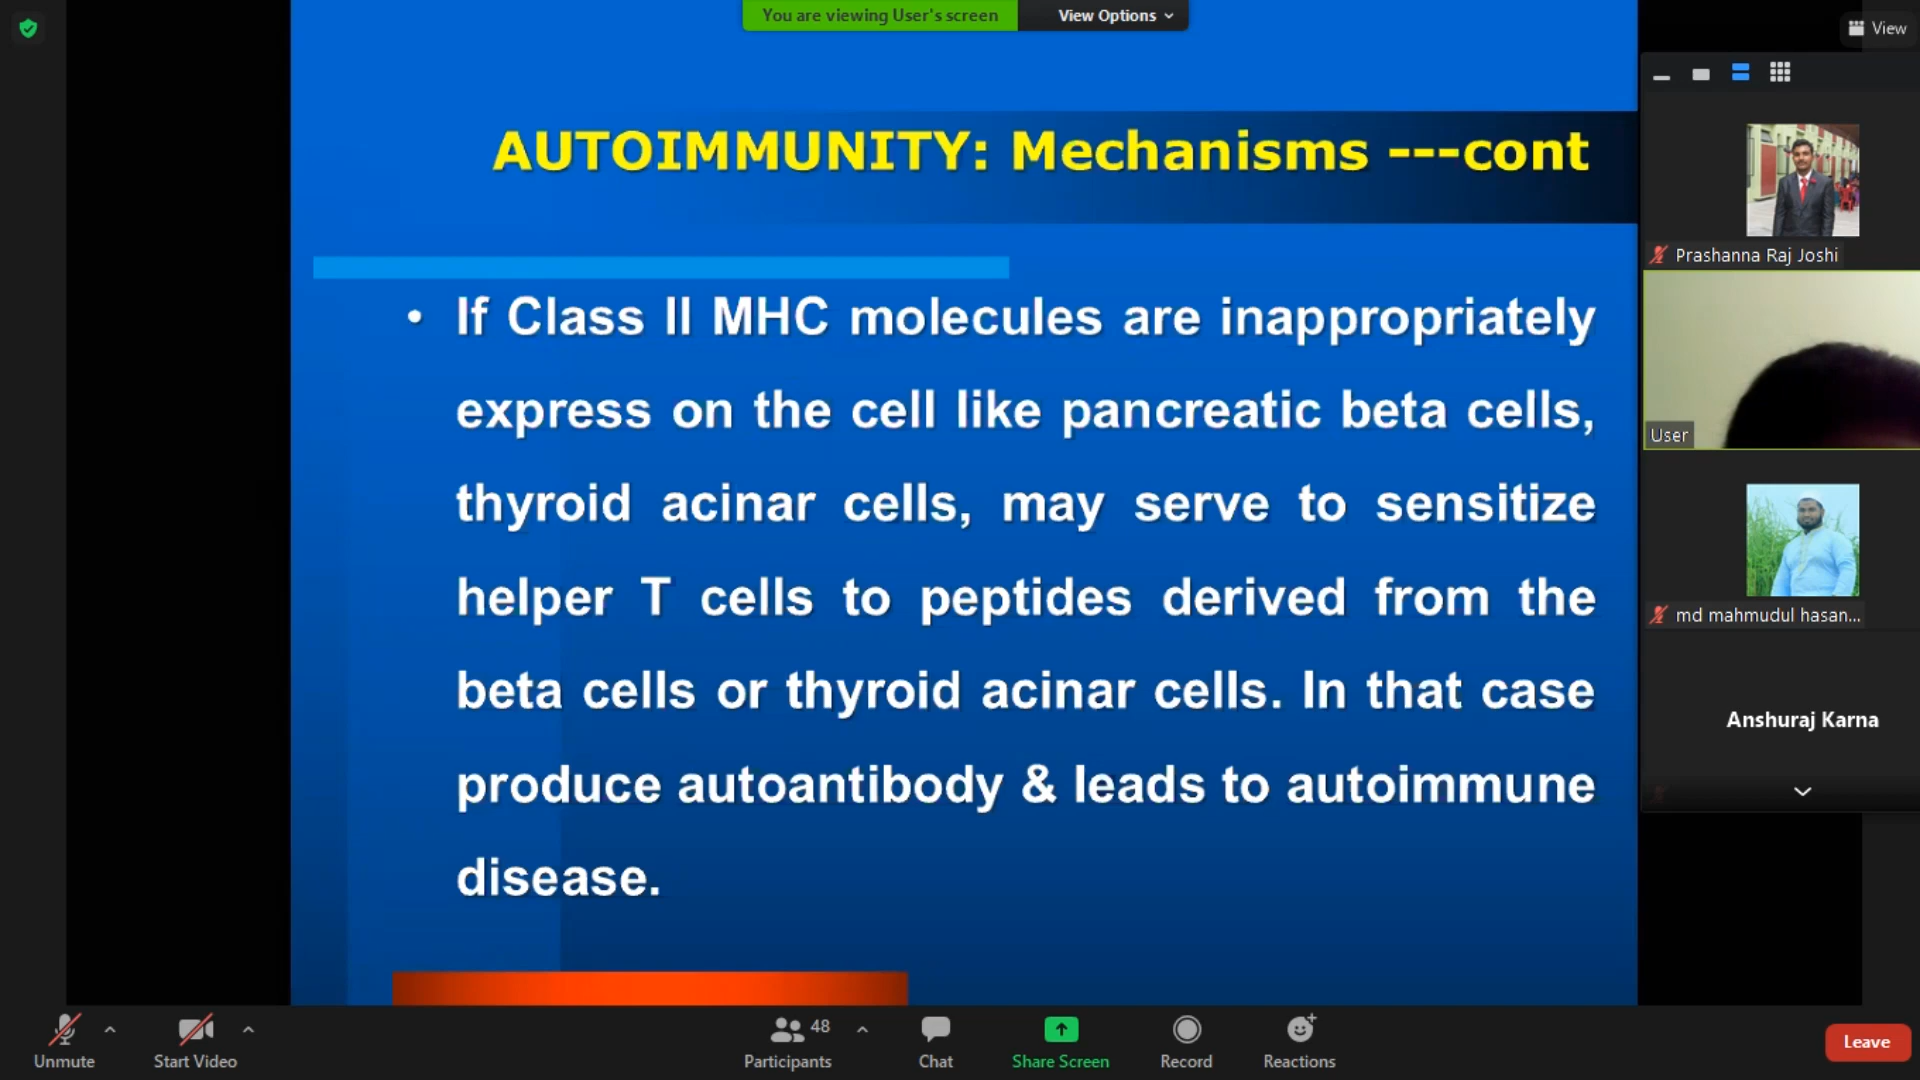 You are viewing User's screen
View Options
View
AUTOIMMUNITY: Mechanisms ---cont
• If Class II MHC molecules are inappropriately
express on the cell like pancreatic beta cells,
thyroid acinar cells, may serve to sensitize
helper T cells to peptides derived from the
beta cells or thyroid acinar cells. In that case
produce autoantibody & leads to autoimmune
disease.
Prashanna Raj Joshi
User
md mahmudul hasan...
Anshuraj Karna
Unmute
Start Video
48
Participants
Chat
Share Screen
Record
Reactions
Leave